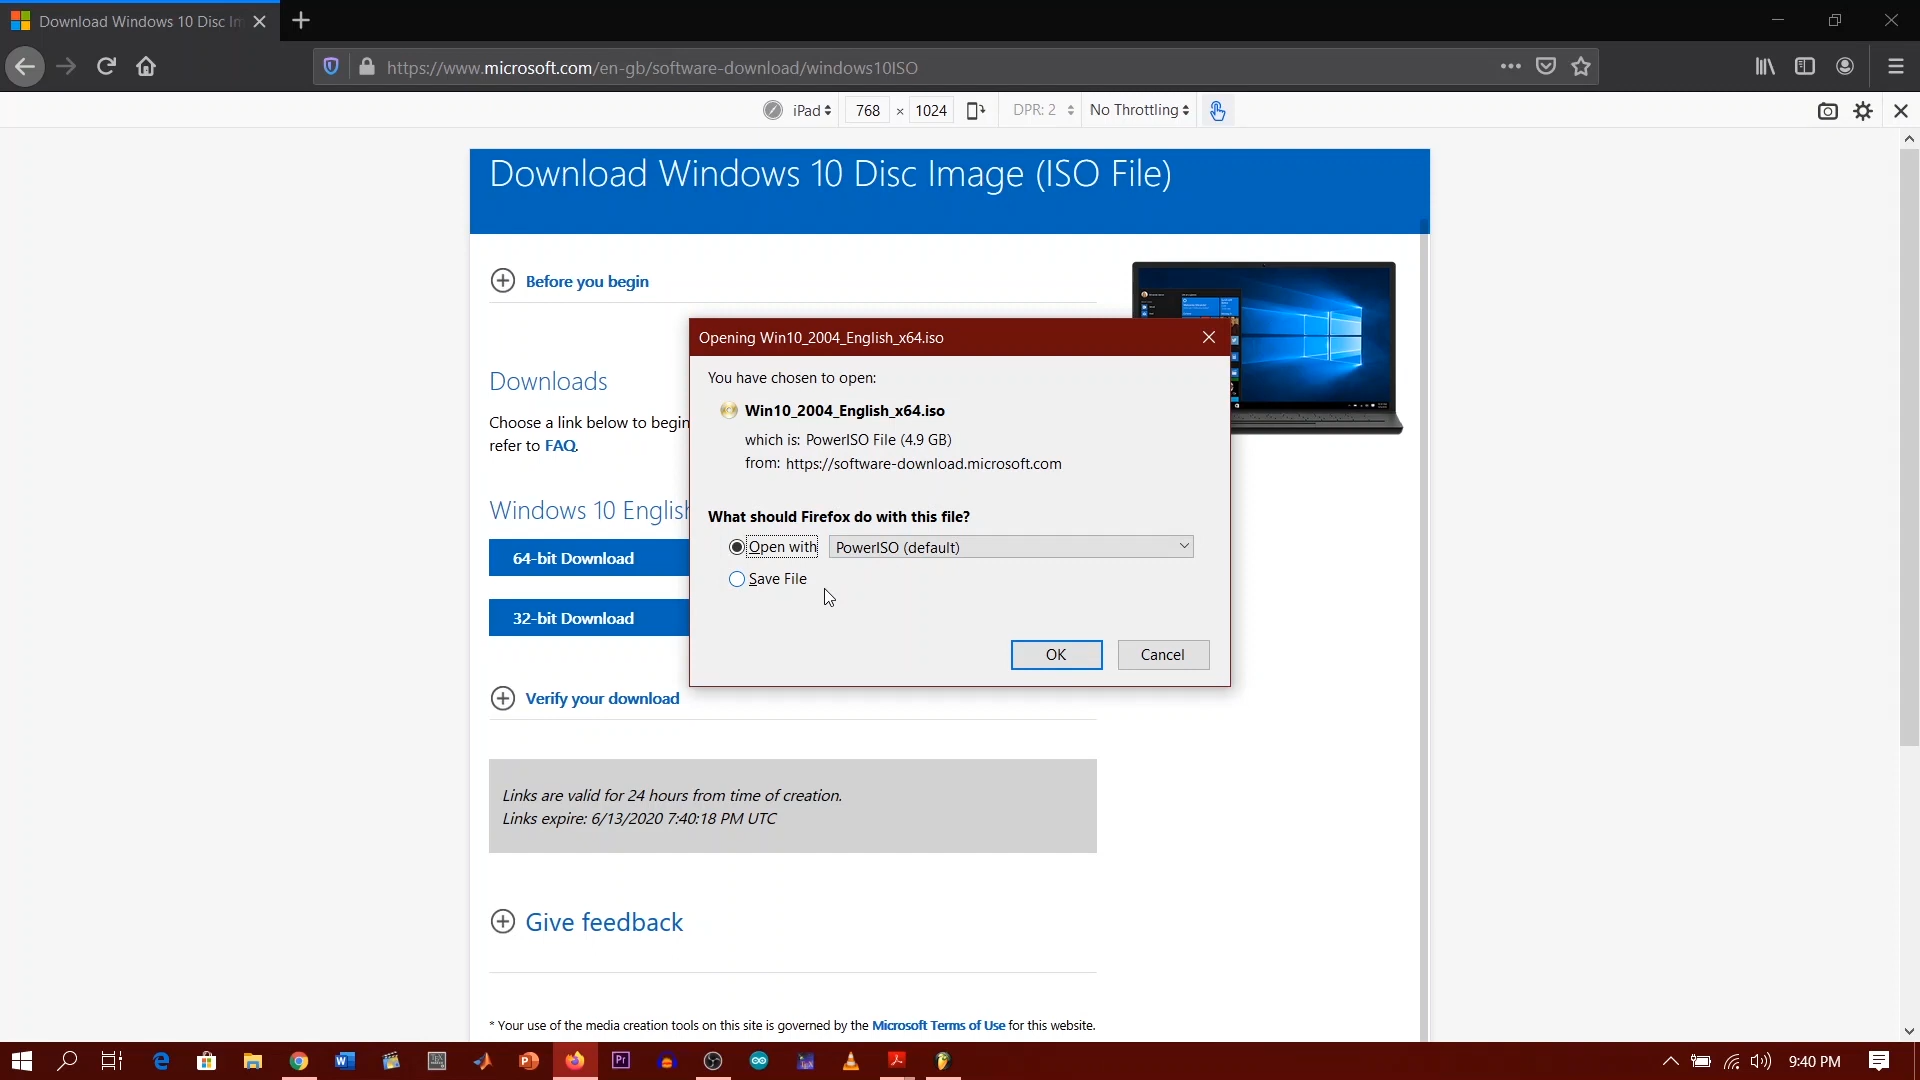 Download Windows 10 Disc Im
https://www.microsoft.com/en-gb/software-download/windows10ISO
iPad 768 × 1024 DPR: 2 No Throttling
Download Windows 10 Disc Image (ISO File)
Before you begin
Downloads
Choose a link below to begin
refer to FAQ.
Windows 10 English
64-bit Download
32-bit Download
Verify your download
Links are valid for 24 hours from time of creation.
Links expire: 6/13/2020 7:40:18 PM UTC
Give feedback
* Your use of the media creation tools on this site is governed by the Microsoft Terms of Use for this website.
Opening Win10_2004_English_x64.iso
You have chosen to open:
Win10_2004_English_x64.iso
which is: PowerISO File (4.9 GB)
from: https://software-download.microsoft.com
What should Firefox do with this file?
Open with PowerISO (default)
Save File
OK Cancel
9:40 PM